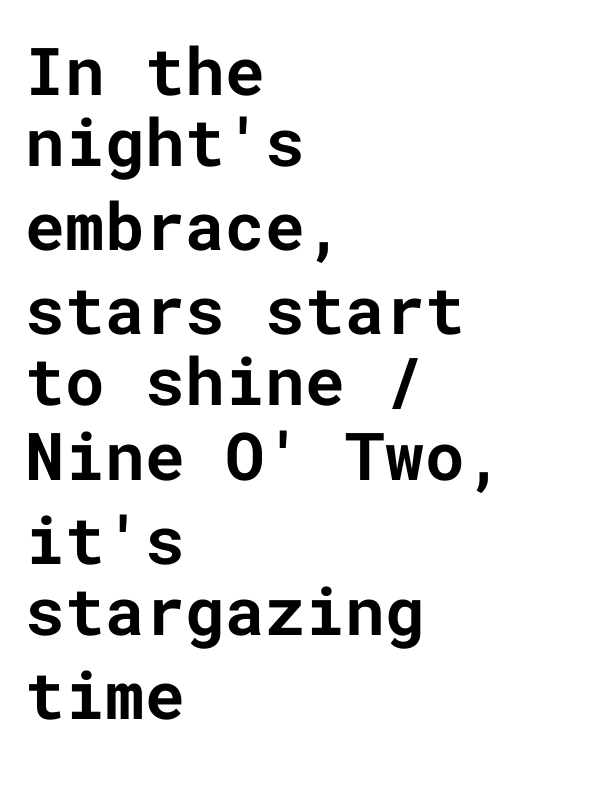 In the
night's
embrace,
stars start
to shine /
Nine O' Two,
it's
stargazing
time